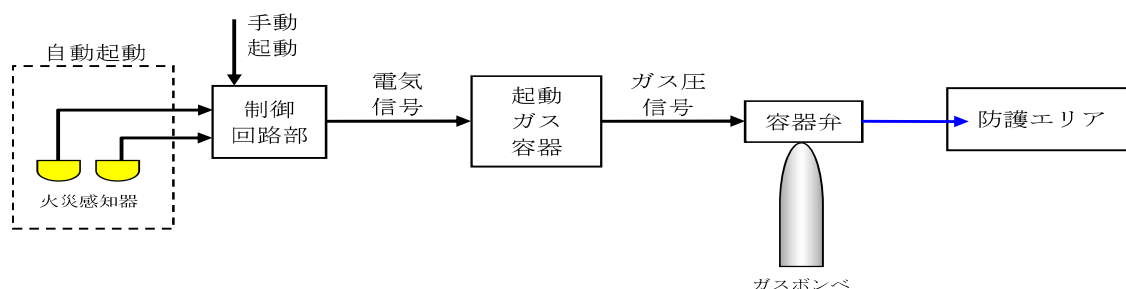 手動
起動
自動起動
制御
回路部
火災感知器
電気
信号
起動
ガス
容器
ガス圧
信号
容器弁
ガスボンベ
防護エリア